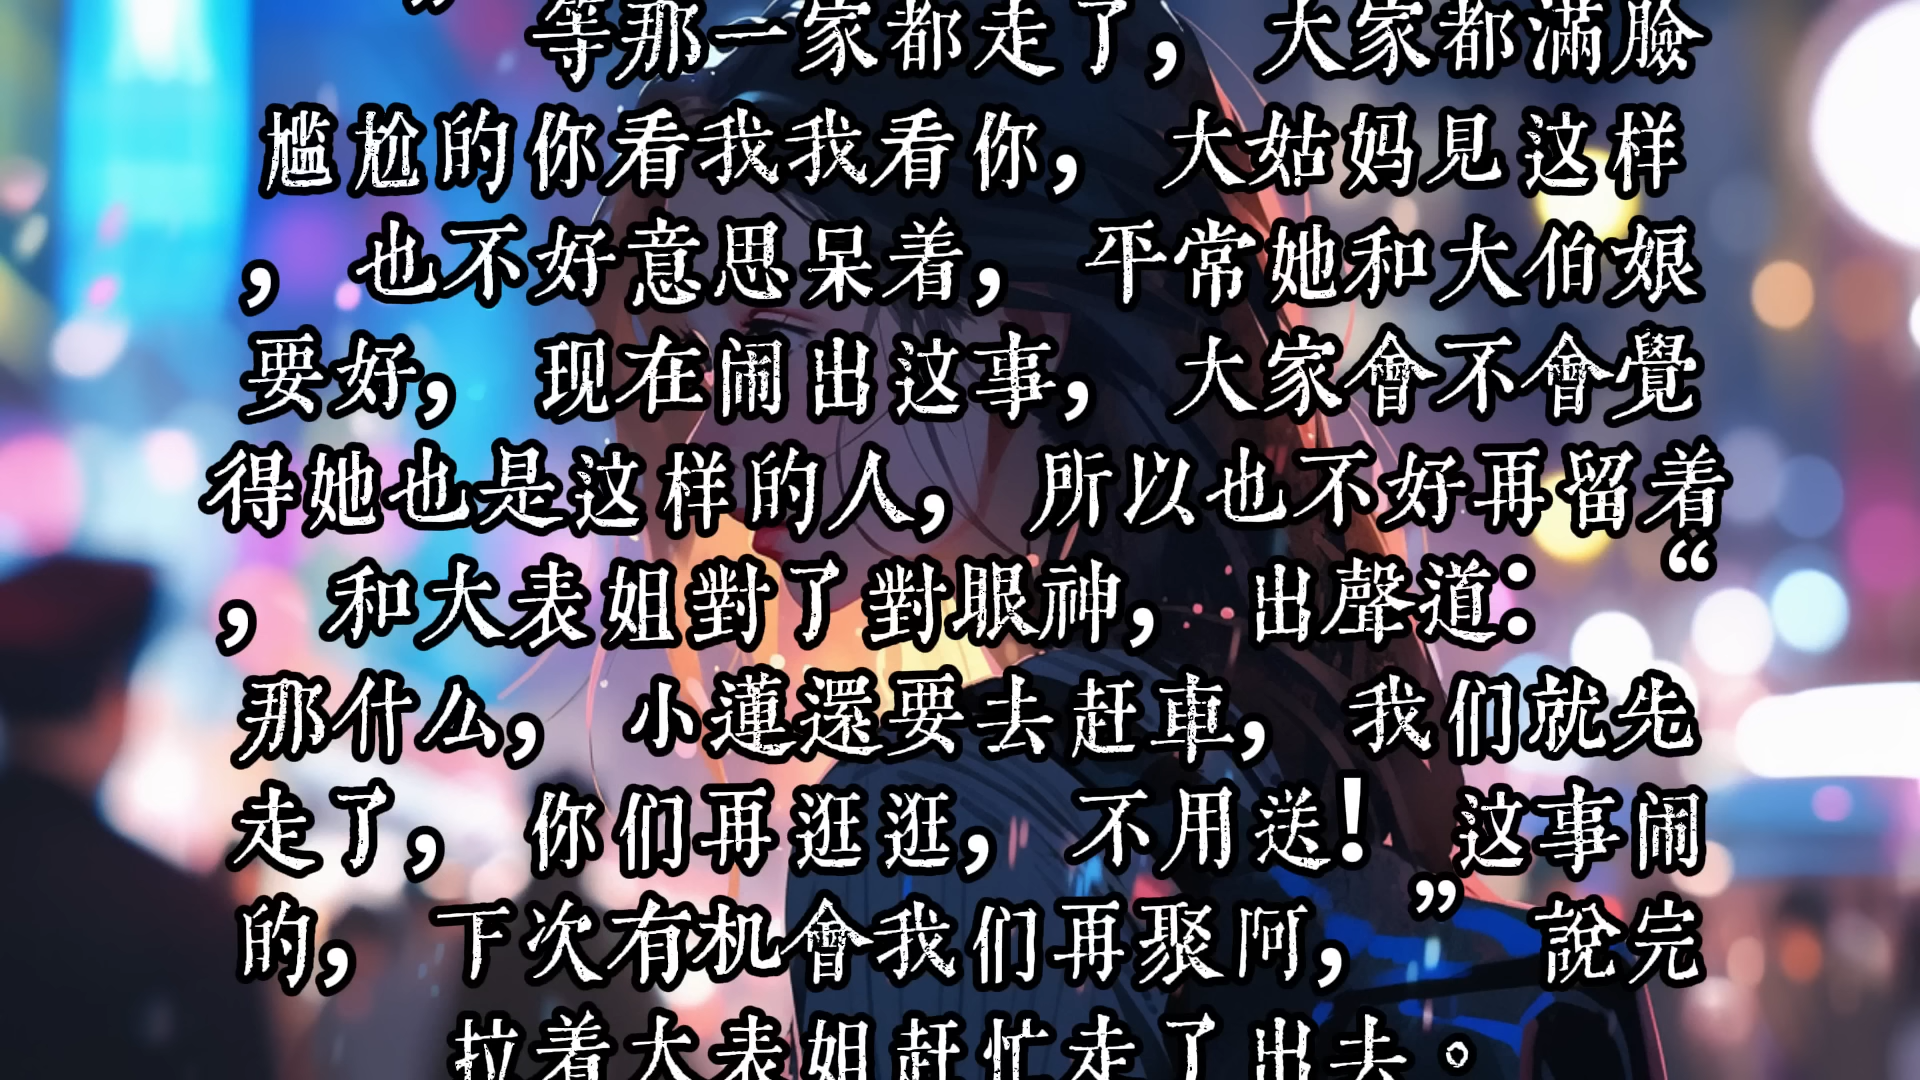 ” 等那一家都走了， 大家都滿臉
尴尬的你看我我看你， 大姑妈見这样
， 也不好意思呆着， 平常她和大伯娘
要好， 现在闹出这事， 大家會不會覺
得她也是这样的人， 所以也不好再留着
， 和大表姐對了對眼神， 出聲道： “
那什么， 小蓮還要去赶車， 我们就先
走了， 你们再逛逛， 不用送！ 这事闹
的， 下次有机會我们再聚阿， ” 說完
拉着大表姐赶忙走了出去。